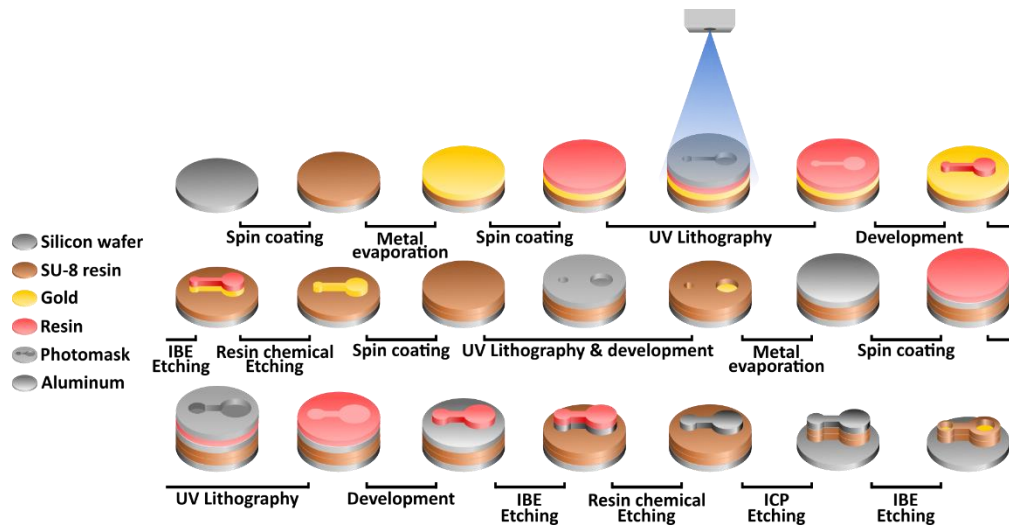 Spin coating
Metal
evaporation
Spin coating
UV Lithography
Development
Silicon wafer
SU-8 resin
Gold
Resin
Photomask
Aluminum
IBE
Etching
Resin chemical
Etching
Spin coating
UV Lithography & development
Metal
evaporation
Spin coating
UV Lithography
Development
IBE
Etching
Resin chemical
Etching
ICP
Etching
IBE
Etching